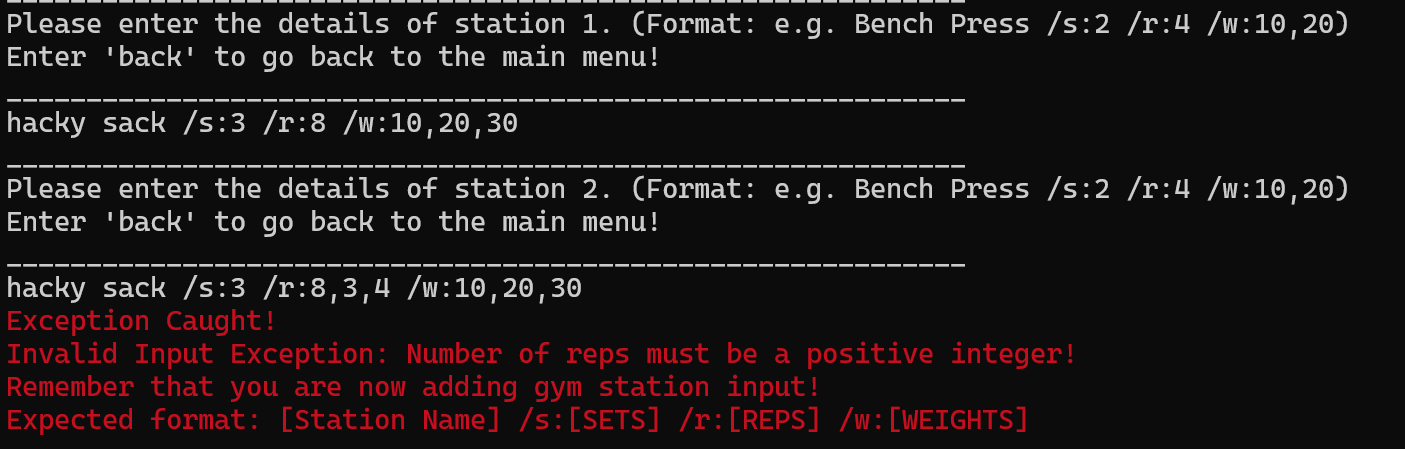 ____________________________________________________________
Please enter the details of station 1. (Format: e.g. Bench Press /s:2 /r:4 /w:10,20)
Enter 'back' to go back to the main menu!
____________________________________________________________
hacky sack /s:3 /r:8 /w:10,20,30
____________________________________________________________
Please enter the details of station 2. (Format: e.g. Bench Press /s:2 /r:4 /w:10,20)
Enter 'back' to go back to the main menu!
____________________________________________________________
hacky sack /s:3 /r:8,3,4 /w:10,20,30
Exception Caught!
Invalid Input Exception: Number of reps must be a positive integer!
Remember that you are now adding gym station input!
Expected format: [Station Name] /s:[SETS] /r:[REPS] /w:[WEIGHTS]